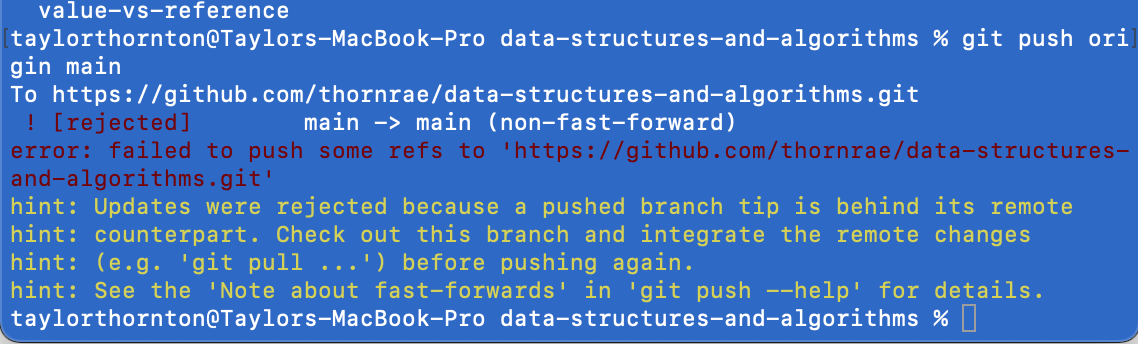 value-vs-reference
[taylorthornton@Taylors-MacBook-Pro data-structures-and-algorithms % git push ori]
gin main
To https://github.com/thornrae/data-structures-and-algorithms.git
 ! [rejected]        main -> main (non-fast-forward)
error: failed to push some refs to 'https://github.com/thornrae/data-structures-
and-algorithms.git'
hint: Updates were rejected because a pushed branch tip is behind its remote
hint: counterpart. Check out this branch and integrate the remote changes
hint: (e.g. 'git pull ...') before pushing again.
hint: See the 'Note about fast-forwards' in 'git push --help' for details.
taylorthornton@Taylors-MacBook-Pro data-structures-and-algorithms %